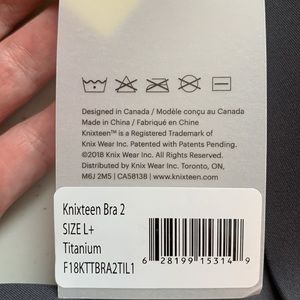 Designed in Canada / Modèle conçu au Canada
Made in China / Fabriqué en Chine
Knixteen™ is a Registered Trademark of
Knix Wear Inc. Patented with Patents Pending.
©2018 Knix Wear Inc. All Rights Reserved.
Distributed by Knix Wear Inc. Toronto, ON,
M6J 2M5 | CA58138 | www.knixteen.com
Knixteen Bra 2
SIZE L+
Titanium
F18KTTBRA2TIL1
6 28199 15314 9